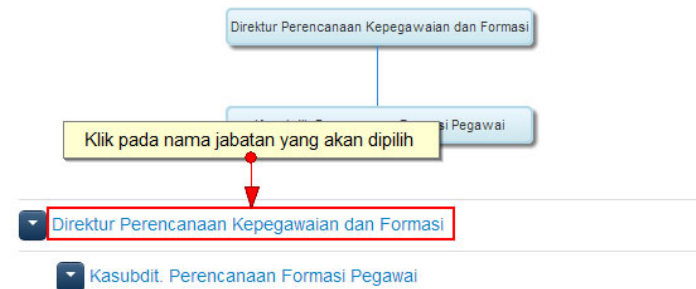 Direktur Perencanaan Kepegawaian dan Formasi
si Pegawai
Klik pada nama jabatan yang akan dipilih
Direktur Perencanaan Kepegawaian dan Formasi
Kasubdit. Perencanaan Formasi Pegawai